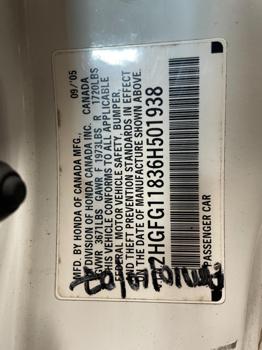 MFD. BY HONDA OF CANADA MFG.,
A DIVISION OF HONDA CANADA INC. CANADA 09/'05
GVWR 3671LBS GAWR F 1973LBS R 1720LBS
THIS VEHICLE CONFORMS TO ALL APPLICABLE
FEDERAL MOTOR VEHICLE SAFETY, BUMPER,
AND THEFT PREVENTION STANDARDS IN EFFECT ON
THE DATE OF MANUFACTURE SHOWN ABOVE.
2HGFG11836H501938
PASSENGER CAR